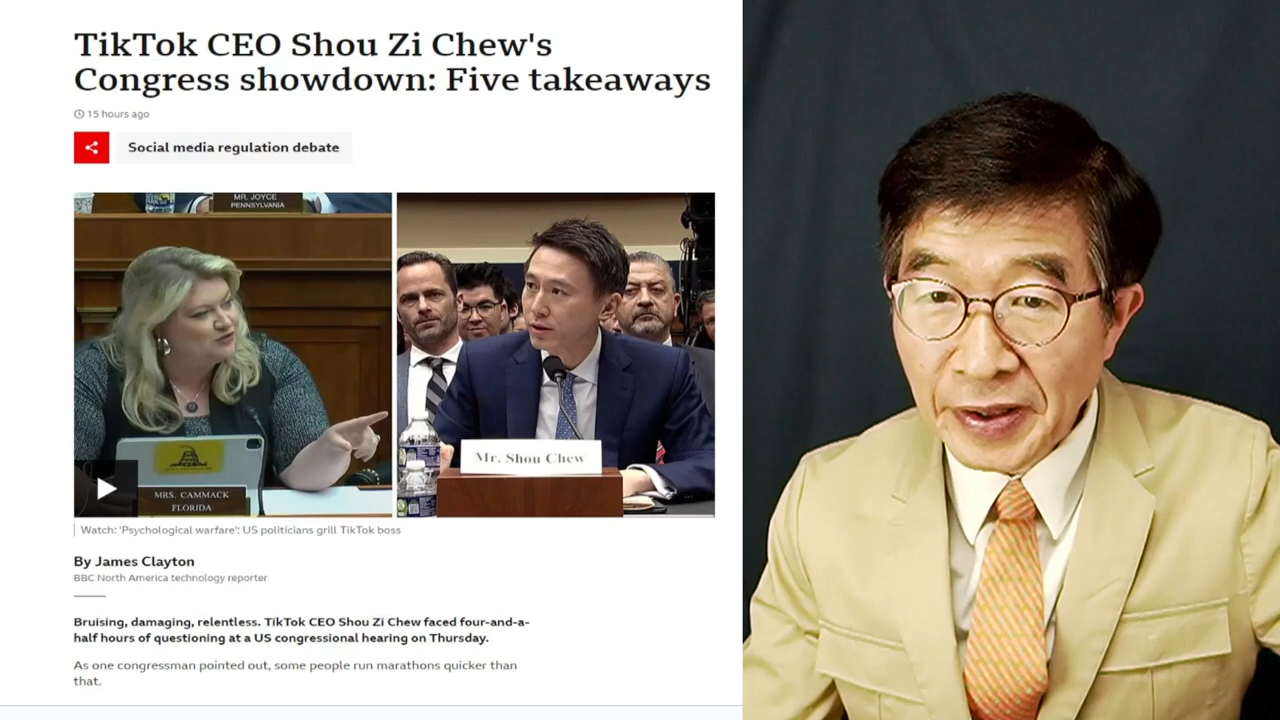 TikTok CEO Shou Zi Chew's
Congress showdown: Five takeaways
15 hours ago
Social media regulation debate
MR. JOYCE
PENNSYLVANIA
MRS. CAMMACK
FLORIDA
Mr. Shou Chew
Watch: 'Psychological warfare': US politicians grill TikTok boss
By James Clayton
BBC North America technology reporter
Bruising, damaging, relentless. TikTok CEO Shou Zi Chew faced four-and-a-
half hours of questioning at a US congressional hearing on Thursday.
As one congressman pointed out, some people run marathons quicker than
that.